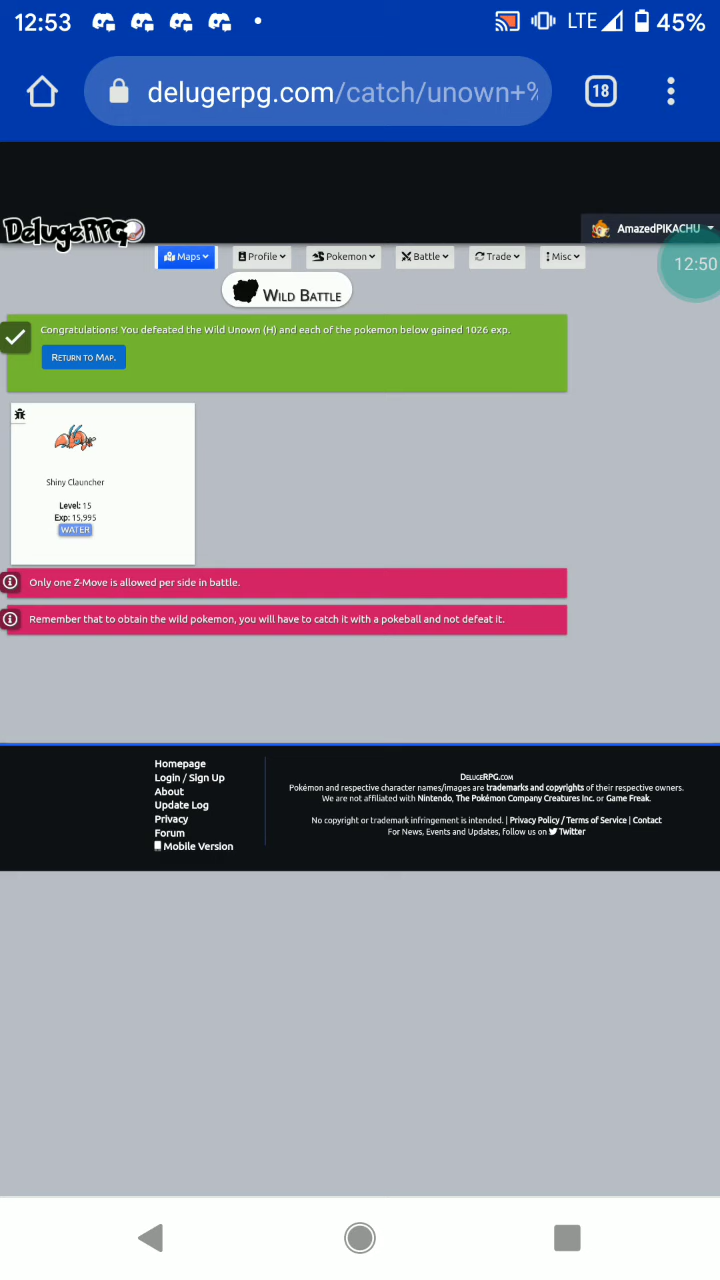 12:53
LTE
45%
delugerpg.com/catch/unown+%
18
DelugeRPG
AmazedPIKACHU
Maps
Profile
Pokemon
Battle
Trade
Misc
12:50
Wild Battle
Congratulations! You defeated the Wild Unown (H) and each of the pokemon below gained 1026 exp.
Return to Map.
Shiny Clauncher
Level: 15
Exp: 15,995
WATER
Only one Z-Move is allowed per side in battle.
Remember that to obtain the wild pokemon, you will have to catch it with a pokeball and not defeat it.
Homepage
Login / Sign Up
About
Update Log
Privacy
Forum
Mobile Version
DelugeRPG.com
Pokémon and respective character names/images are trademarks and copyrights of their respective owners.
We are not affiliated with Nintendo, The Pokémon Company Creatures Inc. or Game Freak.
No copyright or trademark infringement is intended. | Privacy Policy / Terms of Service | Contact
For News, Events and Updates, follow us on Twitter